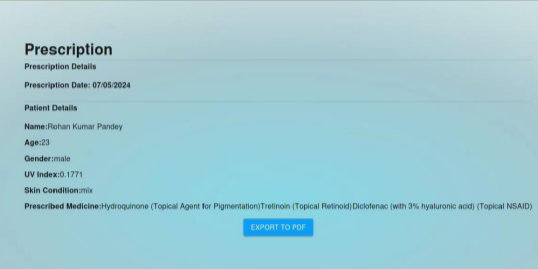 Prescription
Prescription Details
Prescription Date: 07/05/2024
Patient Details
Name:Rohan Kumar Pandey
Age:23
Gender:male
UV Index:0.1771
Skin Condition:mix
Prescribed Medicine:Hydroquinone (Topical Agent for Pigmentation)Tretinoin (Topical Retinoid)Diclofenac (with 3% hyaluronic acid) (Topical NSAID)
EXPORT TO PDF